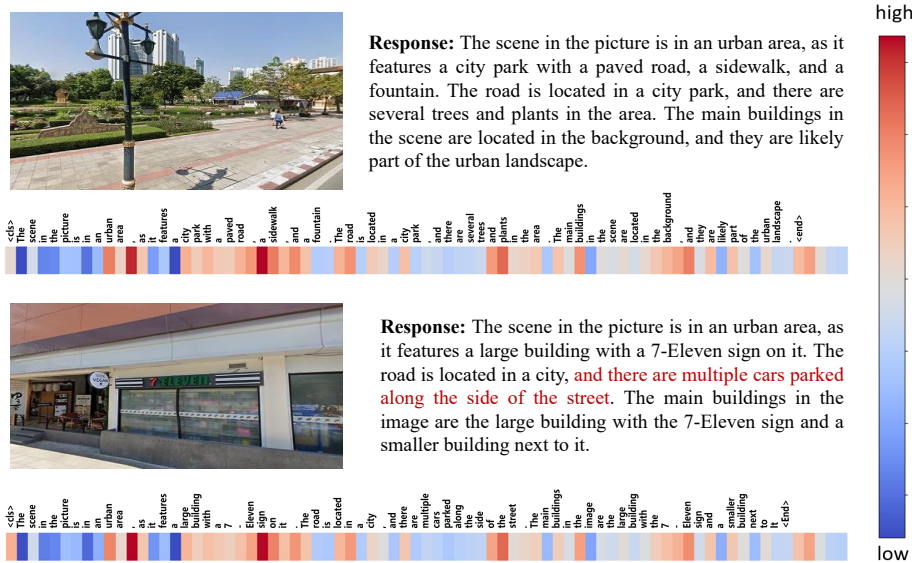 high
Response: The scene in the picture is in an urban area, as it
features a city park with a paved road, a sidewalk, and a
fountain. The road is located in a city park, and there are
several trees and plants in the area. The main buildings in
the scene are located in the background, and they are likely
part of the urban landscape.
<cls> The scene in the picture is in an urban area , as it features a city park with a paved road , a sidewalk , and a fountain . The road is located in a city park , and there are several trees and plants in the area . The main buildings in the scene are located in the background , and they are likely part of the urban landscape . <end>
VEGAN
7-ELEVEN
Response: The scene in the picture is in an urban area, as
it features a large building with a 7-Eleven sign on it. The
road is located in a city, and there are multiple cars parked
along the side of the street. The main buildings in the
image are the large building with the 7-Eleven sign and a
smaller building next to it.
<cls> The scene in the picture is in an urban area , as it features a large building with a 7 - Eleven sign on it . The road is located in a city , and there are multiple cars parked along the side of the street . The main buildings in the image are the large building with the 7 - Eleven sign and a smaller building next to It <End>
low